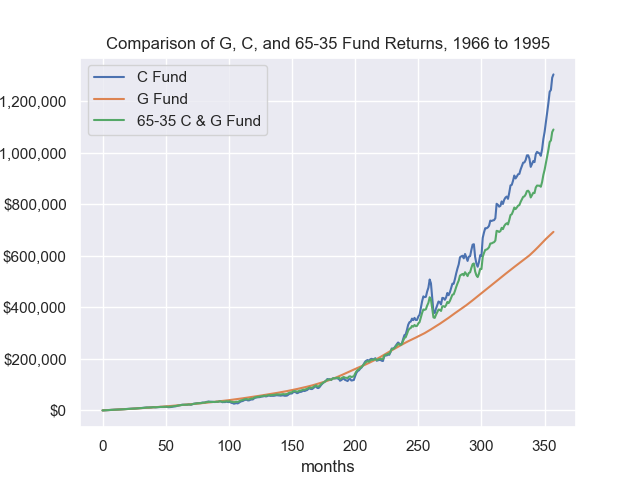 Comparison of G, C, and 65-35 Fund Returns, 1966 to 1995
C Fund
G Fund
65-35 C & G Fund
1,200,000
1,000,000
$800,000
$600,000
$400,000
$200,000
$0
0 50 100 150 200 250 300 350
months